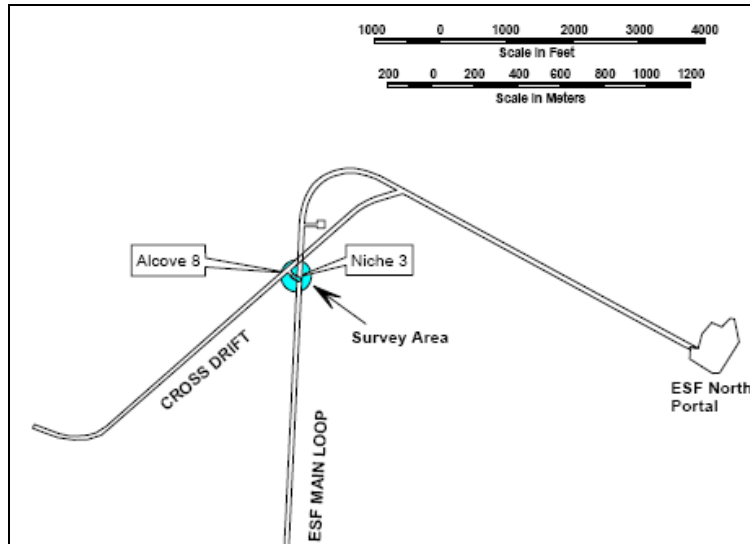 1000 0 1000 2000 3000 4000
Scale in Feet
200 0 200 400 600 800 1000 1200
Scale in Meters
Alcove 8
Niche 3
Survey Area
CROSS DRIFT
ESF North
Portal
ESF MAIN LOOP